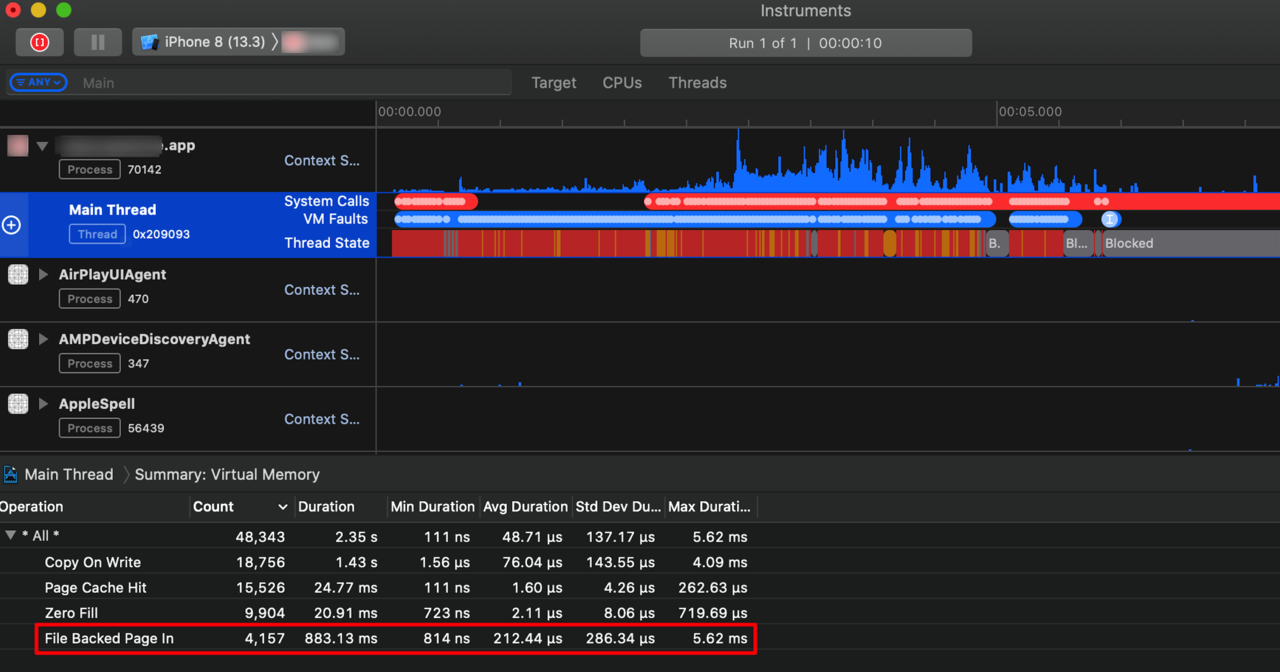 Instruments
iPhone 8 (13.3)
Run 1 of 1 | 00:00:10
ANY Main Target CPUs Threads
00:00.000 00:05.000
.app
Process 70142
Context S...
Main Thread
Thread 0x209093
System Calls
VM Faults
Thread State
B. Bl... Blocked
AirPlayUIAgent
Process 470
Context S...
AMPDeviceDiscoveryAgent
Process 347
Context S...
AppleSpell
Process 56439
Context S...
Main Thread Summary: Virtual Memory
Operation Count Duration Min Duration Avg Duration Std Dev Du... Max Durati...
* All * 48,343 2.35 s 111 ns 48.71 µs 137.17 µs 5.62 ms
Copy On Write 18,756 1.43 s 1.56 µs 76.04 µs 143.55 µs 4.09 ms
Page Cache Hit 15,526 24.77 ms 111 ns 1.60 µs 4.26 µs 262.63 µs
Zero Fill 9,904 20.91 ms 723 ns 2.11 µs 8.06 µs 719.69 µs
File Backed Page In 4,157 883.13 ms 814 ns 212.44 µs 286.34 µs 5.62 ms